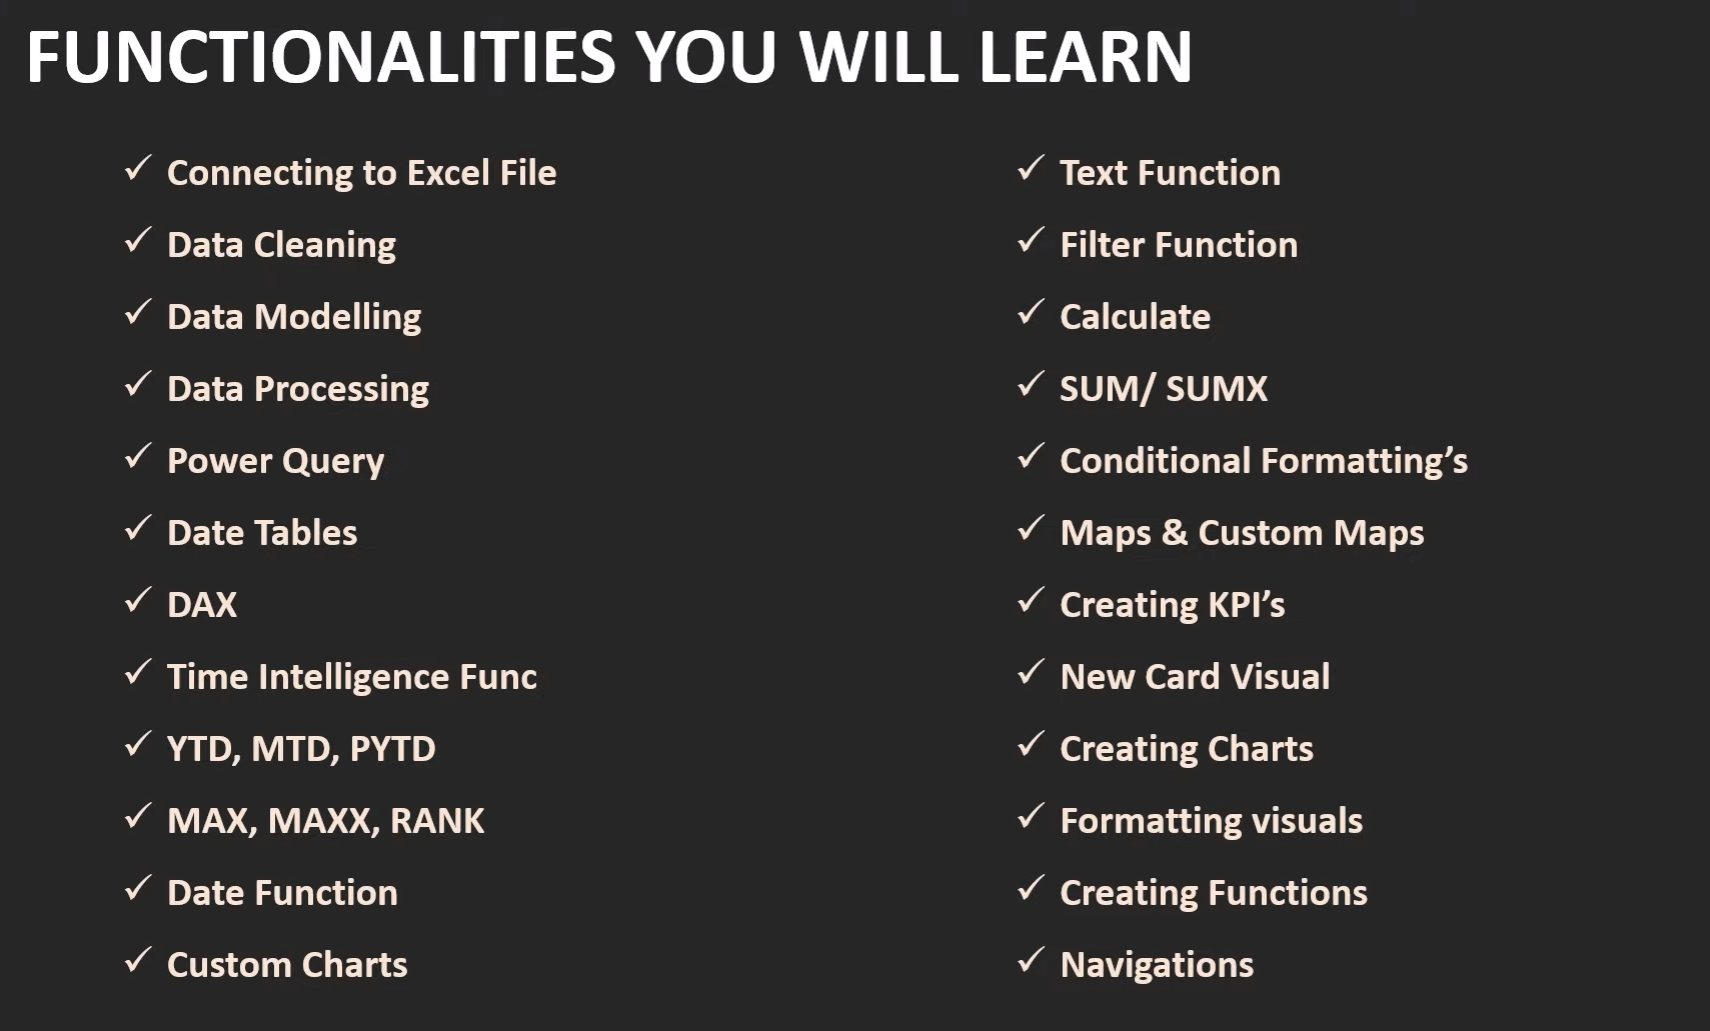 FUNCTIONALITIES YOU WILL LEARN
✓ Connecting to Excel File
✓ Data Cleaning
✓ Data Modelling
✓ Data Processing
✓ Power Query
✓ Date Tables
✓ DAX
✓ Time Intelligence Func
✓ YTD, MTD, PYTD
✓ MAX, MAXX, RANK
✓ Date Function
✓ Custom Charts
✓ Text Function
✓ Filter Function
✓ Calculate
✓ SUM/ SUMX
✓ Conditional Formatting’s
✓ Maps & Custom Maps
✓ Creating KPI’s
✓ New Card Visual
✓ Creating Charts
✓ Formatting visuals
✓ Creating Functions
✓ Navigations